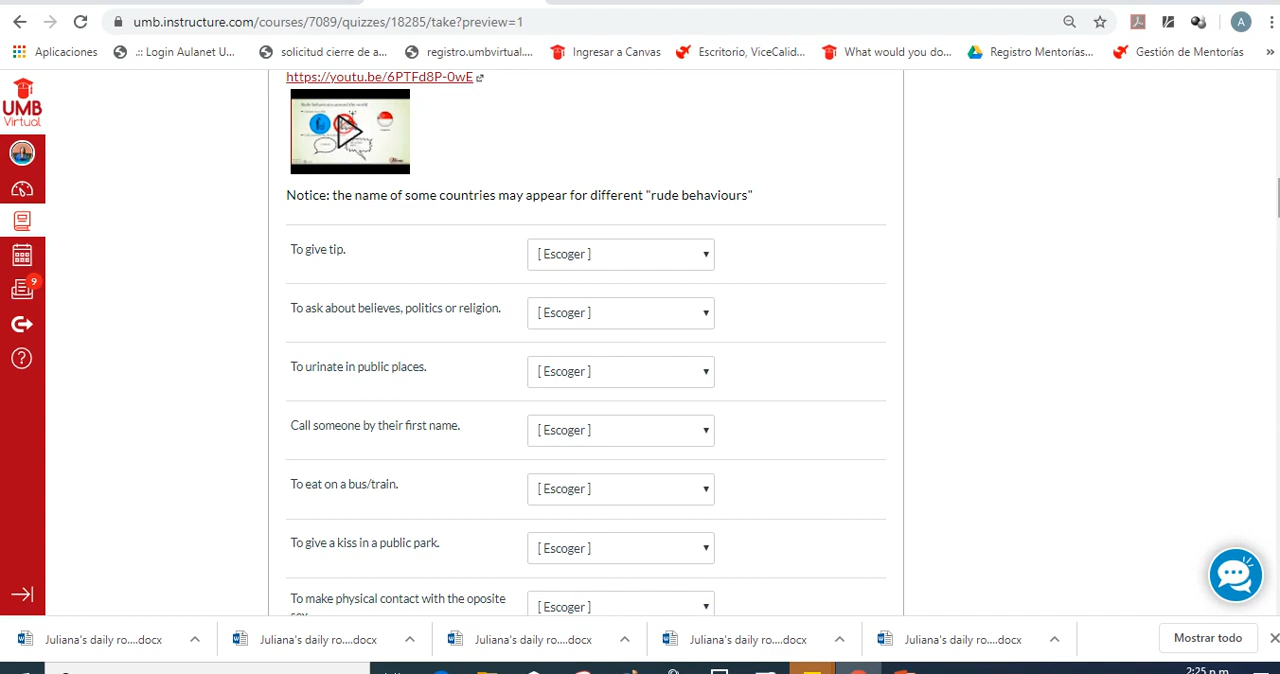 umb.instructure.com/courses/7089/quizzes/18285/take?preview=1
A
Aplicaciones
.:: Login Aulanet U...
solicitud cierre de a...
registro.umbvirtual....
Ingresar a Canvas
Escritorio, ViceCalid...
What would you do...
Registro Mentorías...
Gestión de Mentorías
»
UMB
Virtual
9
https://youtu.be/6PTFd8P-0wE
Notice: the name of some countries may appear for different "rude behaviours"
To give tip.
[ Escoger ]
To ask about believes, politics or religion.
[ Escoger ]
To urinate in public places.
[ Escoger ]
Call someone by their first name.
[ Escoger ]
To eat on a bus/train.
[ Escoger ]
To give a kiss in a public park.
[ Escoger ]
To make physical contact with the oposite
[ Escoger ]
Juliana's daily ro....docx
Juliana's daily ro....docx
Juliana's daily ro....docx
Juliana's daily ro....docx
Juliana's daily ro....docx
Mostrar todo
2:25 p.m.